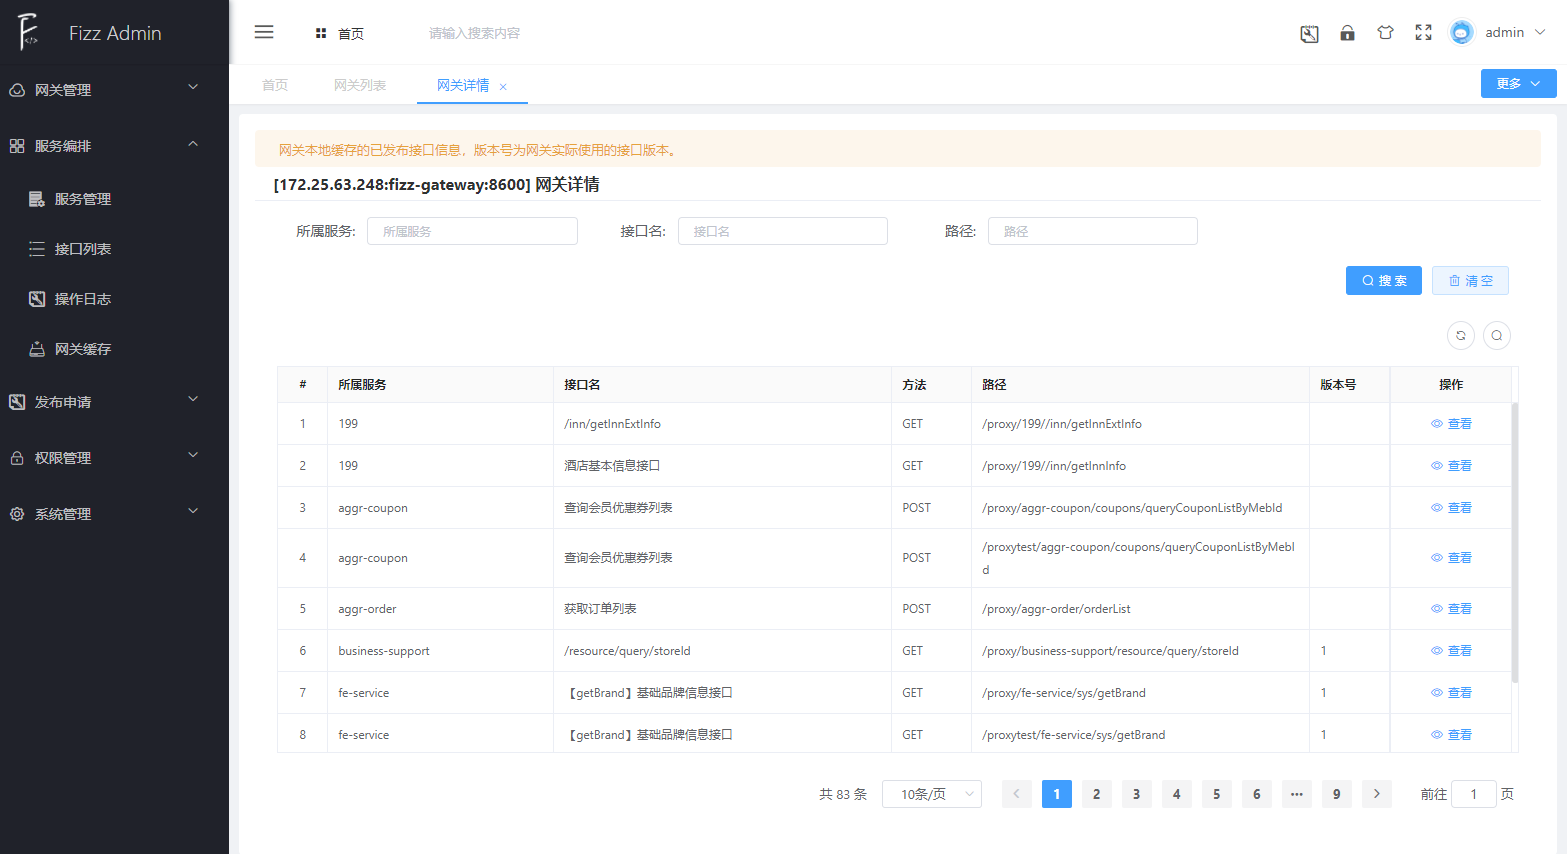 Fizz Admin
首页
请输入搜索内容
admin
网关管理
服务编排
服务管理
接口列表
操作日志
网关缓存
发布申请
权限管理
系统管理
首页 网关列表 网关详情 ×
更多
网关本地缓存的已发布接口信息，版本号为网关实际使用的接口版本。
[172.25.63.248:fizz-gateway:8600] 网关详情
所属服务: 所属服务 接口名: 接口名 路径: 路径
搜 索 清 空
# 所属服务 接口名 方法 路径 版本号 操作
1 199 /inn/getInnExtInfo GET /proxy/199//inn/getInnExtInfo 查看
2 199 酒店基本信息接口 GET /proxy/199//inn/getInnInfo 查看
3 aggr-coupon 查询会员优惠券列表 POST /proxy/aggr-coupon/coupons/queryCouponListByMebId 查看
4 aggr-coupon 查询会员优惠券列表 POST /proxytest/aggr-coupon/coupons/queryCouponListByMebI 查看
d
5 aggr-order 获取订单列表 POST /proxy/aggr-order/orderList 查看
6 business-support /resource/query/storeId GET /proxy/business-support/resource/query/storeId 1 查看
7 fe-service 【getBrand】基础品牌信息接口 GET /proxy/fe-service/sys/getBrand 1 查看
8 fe-service 【getBrand】基础品牌信息接口 GET /proxytest/fe-service/sys/getBrand 1 查看
共 83 条 10条/页 1 2 3 4 5 6 ··· 9 前往 1 页